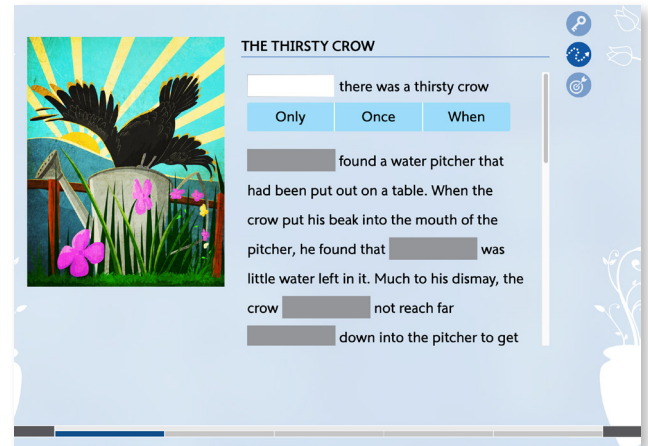 THE THIRSTY CROW
there was a thirsty crow
Only Once When
found a water pitcher that
had been put out on a table. When the
crow put his beak into the mouth of the
pitcher, he found that was
little water left in it. Much to his dismay, the
crow not reach far
down into the pitcher to get